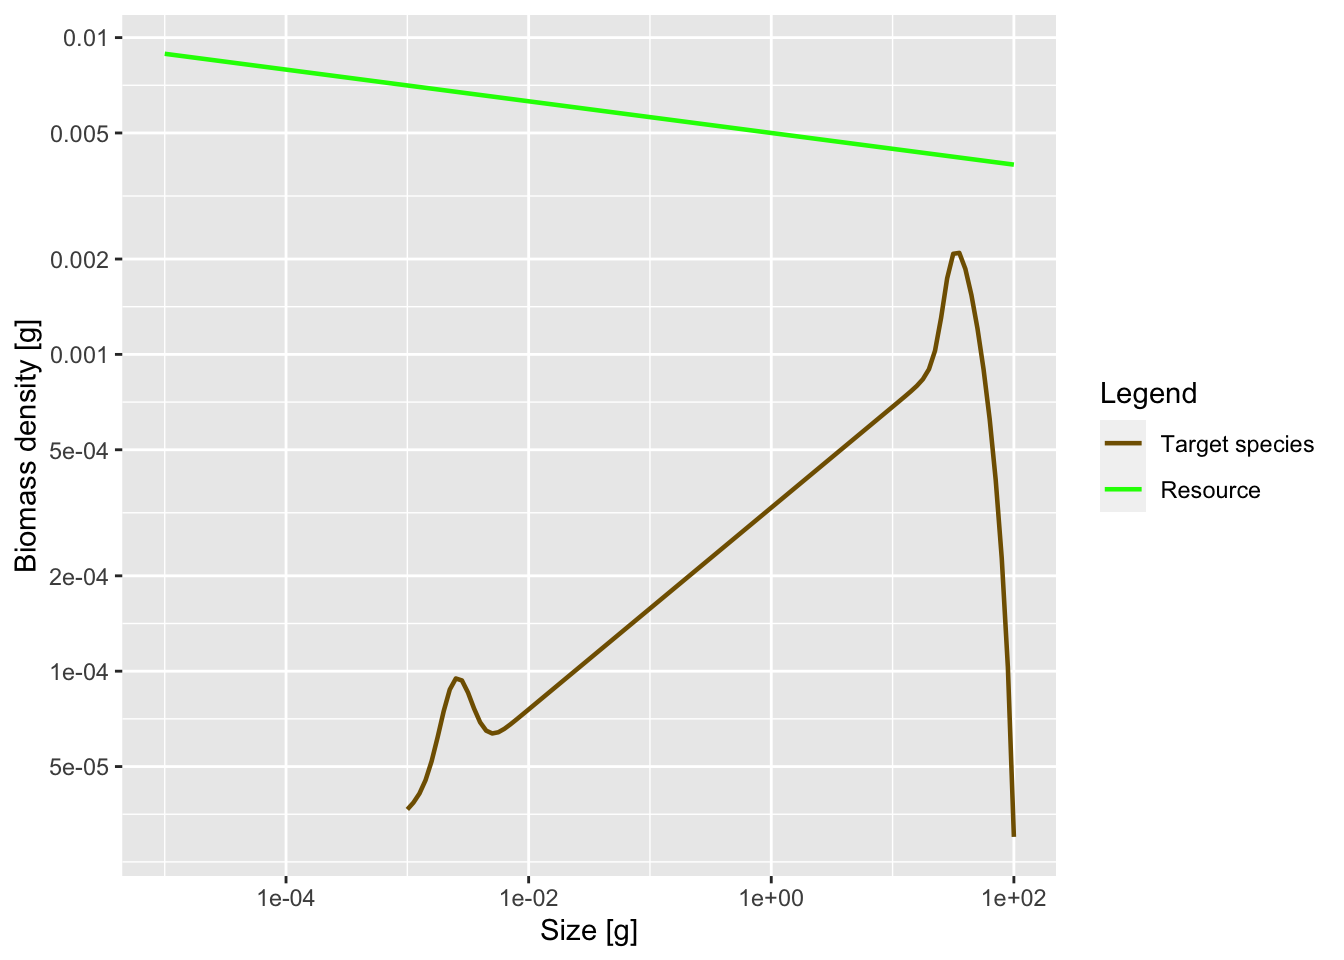 0.01
0.005
0.002
0.001
5e-04
2e-04
1e-04
5e-05
Biomass density [g]
1e-04 1e-02 1e+00 1e+02
Size [g]
Legend
Target species
Resource